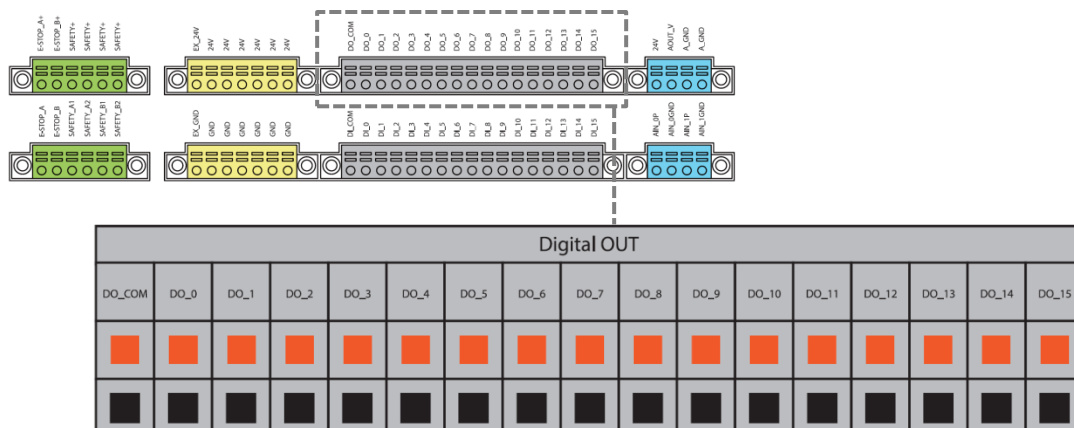 E-STOP_A+ E-STOP_B+ SAFETY+ SAFETY+ SAFETY+ SAFETY+ EX_24V 24V 24V 24V 24V 24V 24V DO_COM DO_0 DO_1 DO_2 DO_3 DO_4 DO_5 DO_6 DO_7 DO_8 DO_9 DO_10 DO_11 DO_12 DO_13 DO_14 DO_15 24V AOUT_V A_GND A_GND
E-STOP_A E-STOP_B SAFETY_A1 SAFETY_A2 SAFETY_B1 SAFETY_B2 EX_GND GND GND GND GND GND GND DI_COM DI_0 DI_1 DI_2 DI_3 DI_4 DI_5 DI_6 DI_7 DI_8 DI_9 DI_10 DI_11 DI_12 DI_13 DI_14 DI_15 AIN_0P AIN_0GND AIN_1P AIN_1GND
Digital OUT
DO_COM DO_0 DO_1 DO_2 DO_3 DO_4 DO_5 DO_6 DO_7 DO_8 DO_9 DO_10 DO_11 DO_12 DO_13 DO_14 DO_15